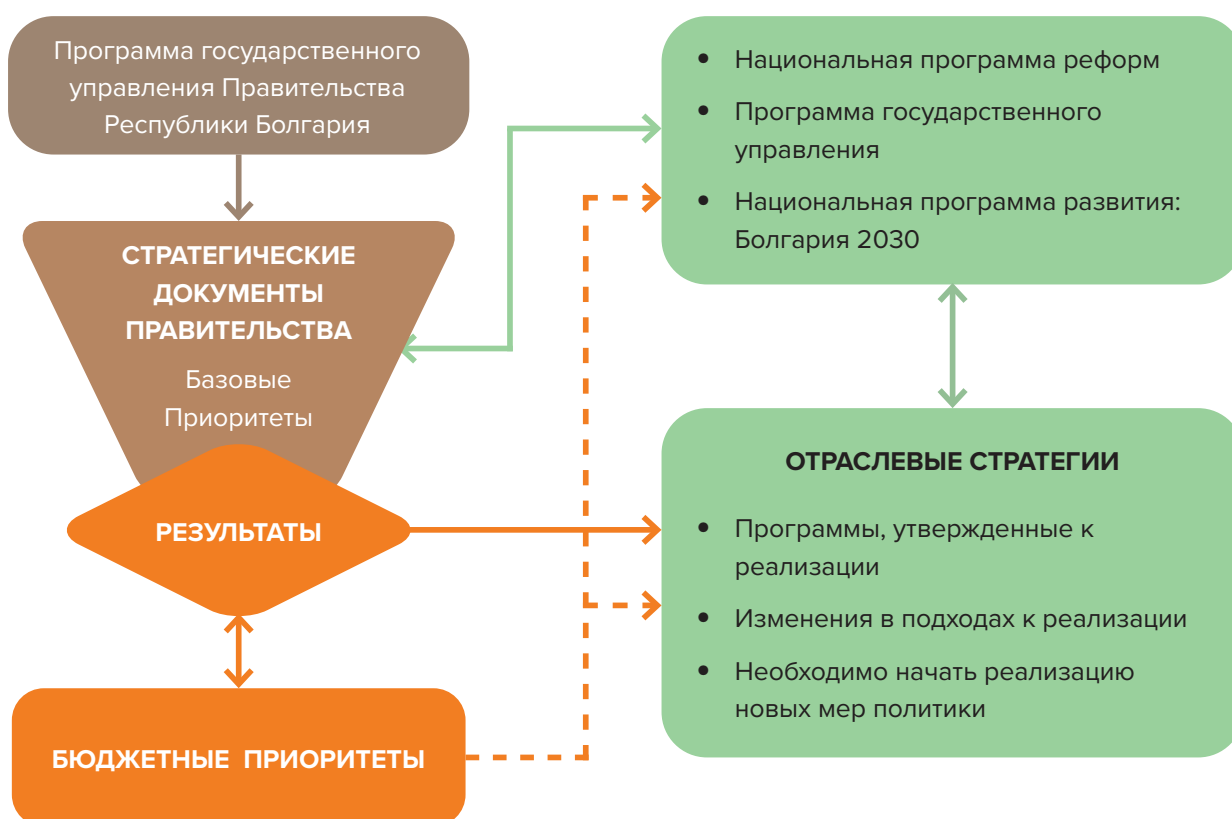 Программа государственного
управления Правительства
Республики Болгария
СТРАТЕГИЧЕСКИЕ
ДОКУМЕНТЫ
ПРАВИТЕЛЬСТВА
Базовые
Приоритеты
РЕЗУЛЬТАТЫ
БЮДЖЕТНЫЕ ПРИОРИТЕТЫ
• Национальная программа реформ
• Программа государственного
управления
• Национальная программа развития:
Болгария 2030
ОТРАСЛЕВЫЕ СТРАТЕГИИ
• Программы, утвержденные к
реализации
• Изменения в подходах к реализации
• Необходимо начать реализацию
новых мер политики